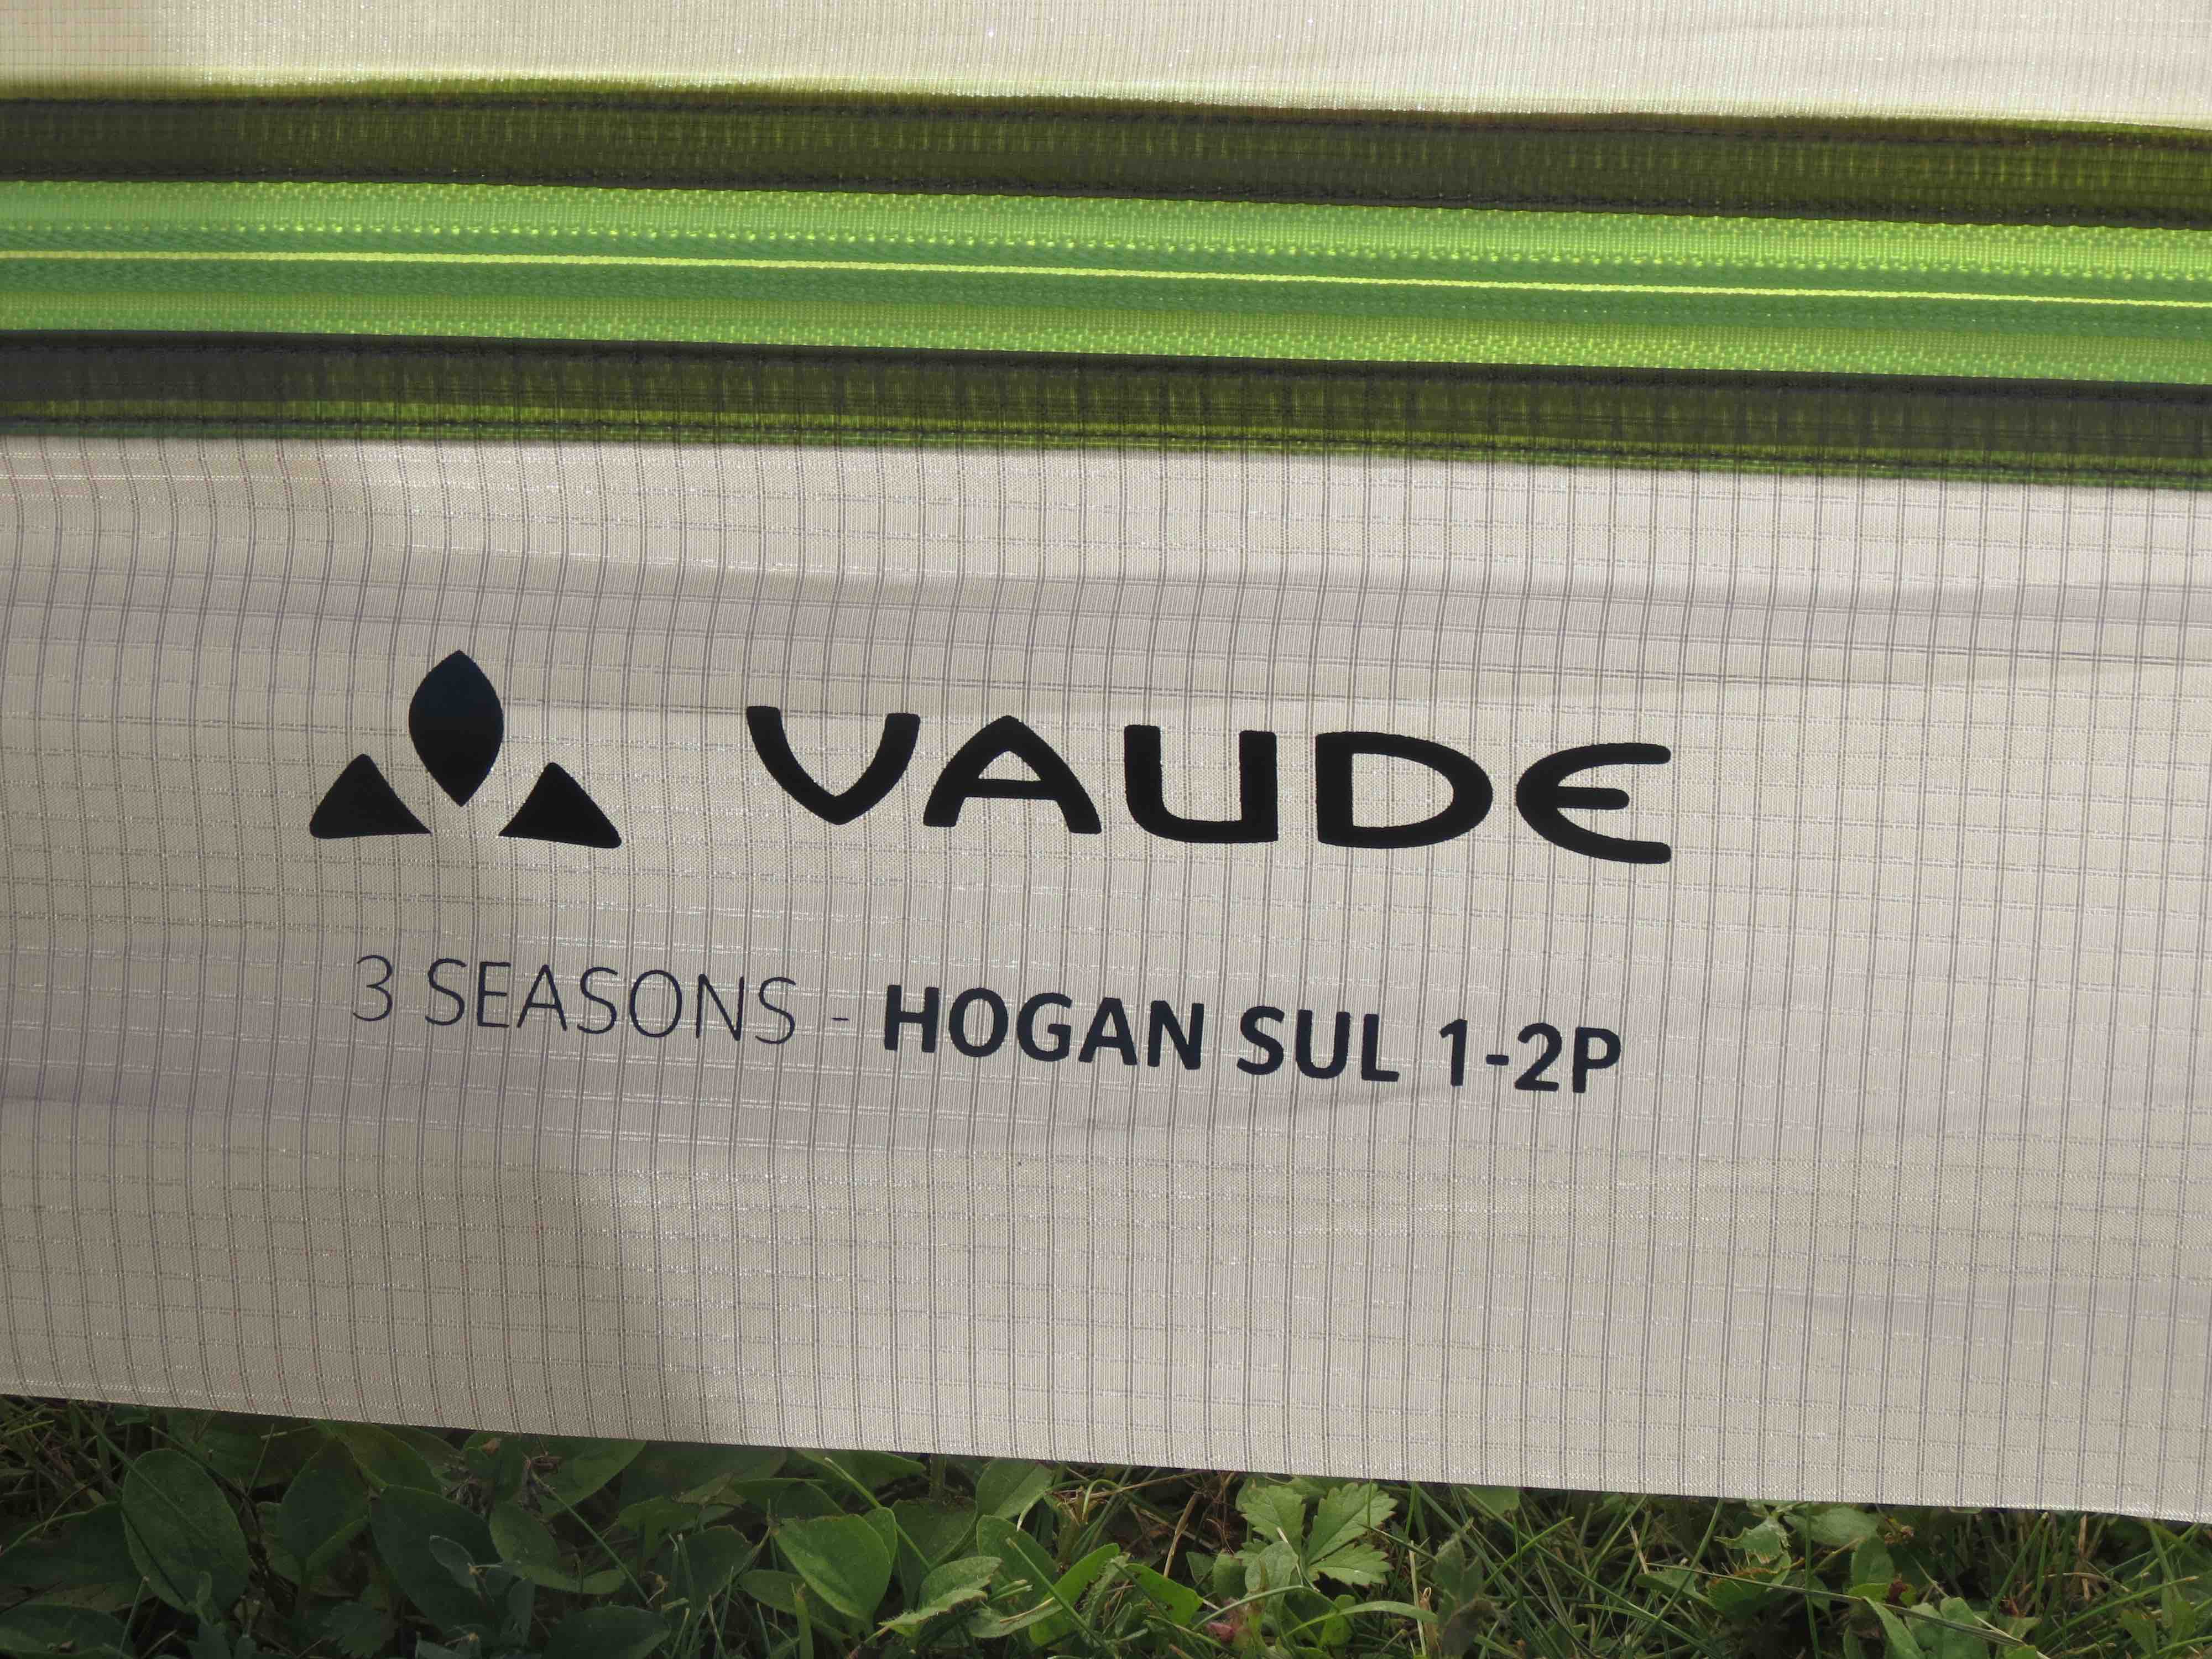 VAUDE
3 SEASONS - HOGAN SUL 1-2P